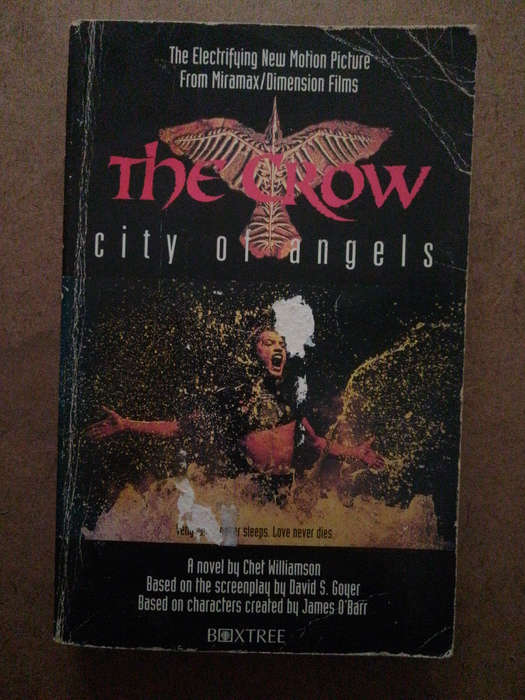 The Electrifying New Motion Picture
From Miramax/Dimension Films
The Crow
city of angels
sleeps. Love never dies.
A novel by Chet Williamson
Based on the screenplay by David S. Goyer
Based on characters created by James O'Barr
BOXTREE